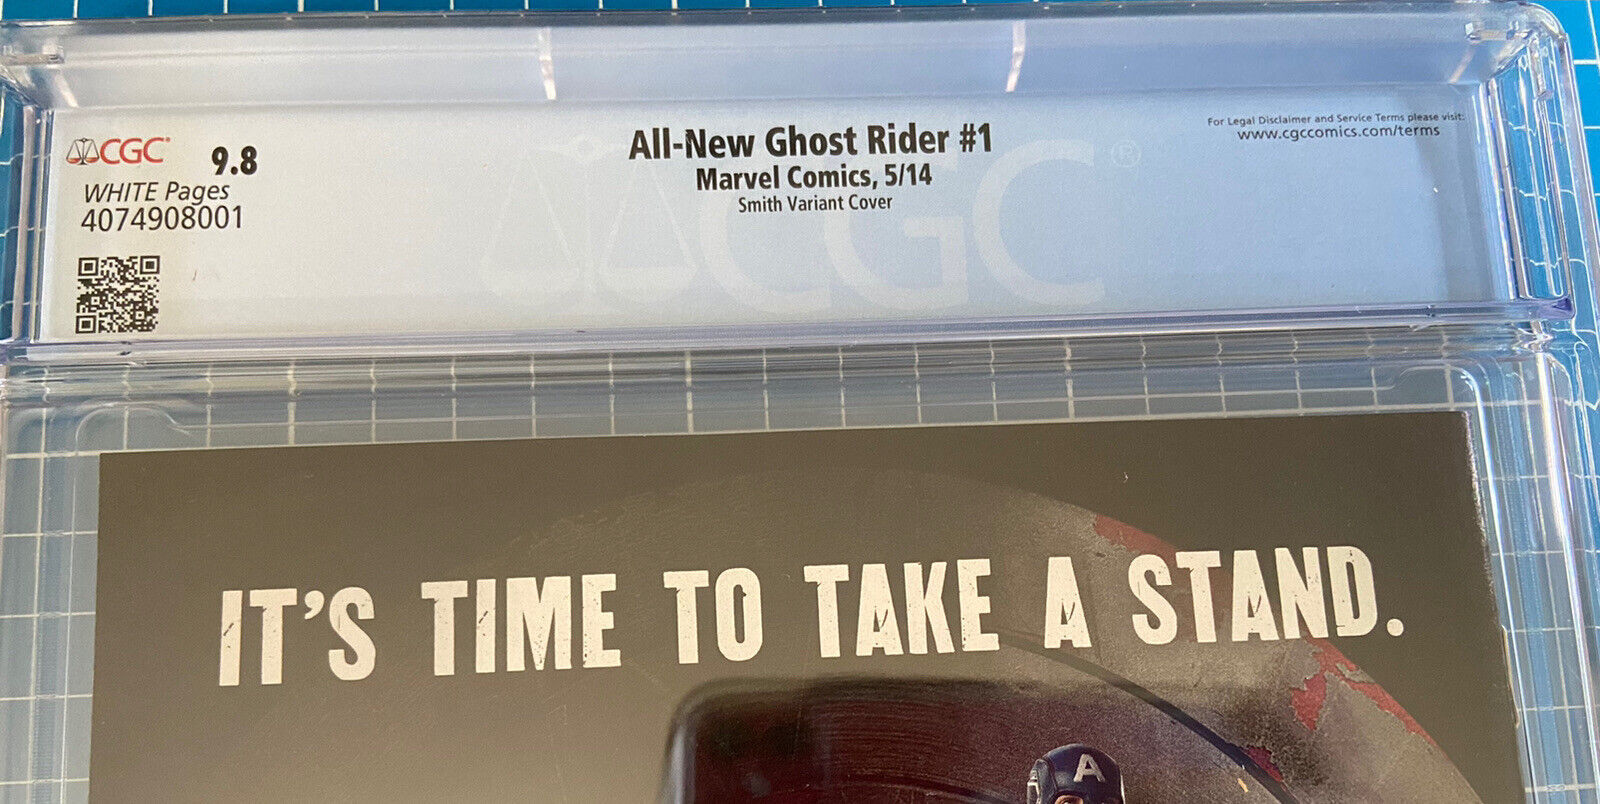 CGC
9.8
WHITE Pages
4074908001
All-New Ghost Rider #1
Marvel Comics, 5/14
Smith Variant Cover
For Legal Disclaimer and Service Terms please visit:
www.cgccomics.com/terms
CGC®
IT'S TIME TO TAKE A STAND.
A